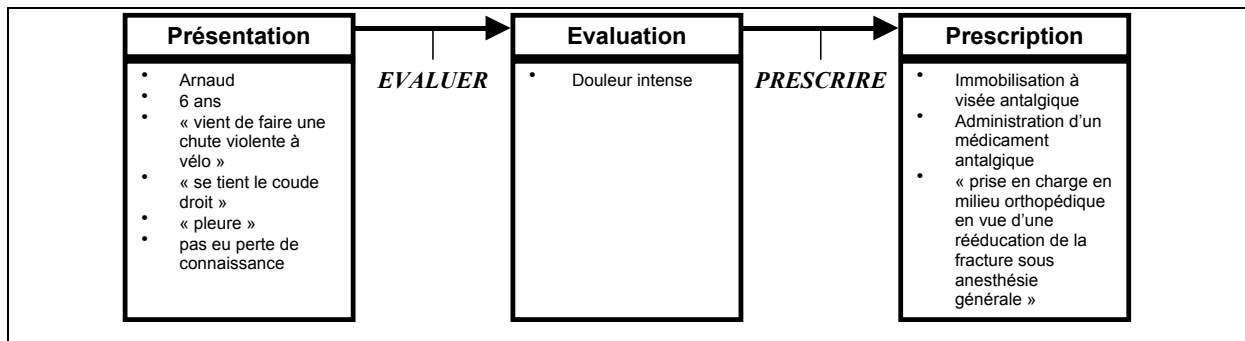 Présentation
Arnaud
6 ans
« vient de faire une
chute violente à
vélo »
« se tient le coude
droit »
« pleure »
pas eu perte de
connaissance
EVALUER
Evaluation
Douleur intense
PRESCRIRE
Prescription
Immobilisation à
visée antalgique
Administration d’un
médicament
antalgique
« prise en charge en
milieu orthopédique
en vue d’une
rééducation de la
fracture sous
anesthésie
générale »